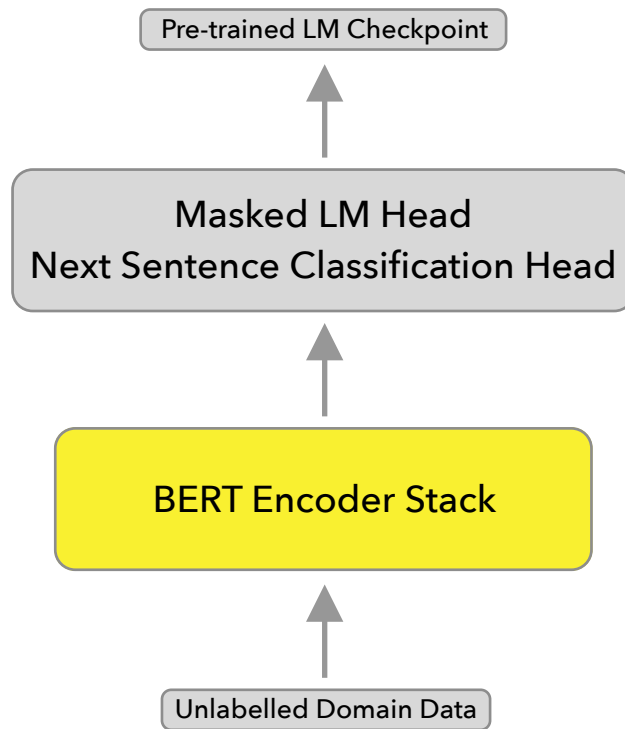 Pre-trained LM Checkpoint
Masked LM Head
Next Sentence Classification Head
BERT Encoder Stack
Unlabelled Domain Data